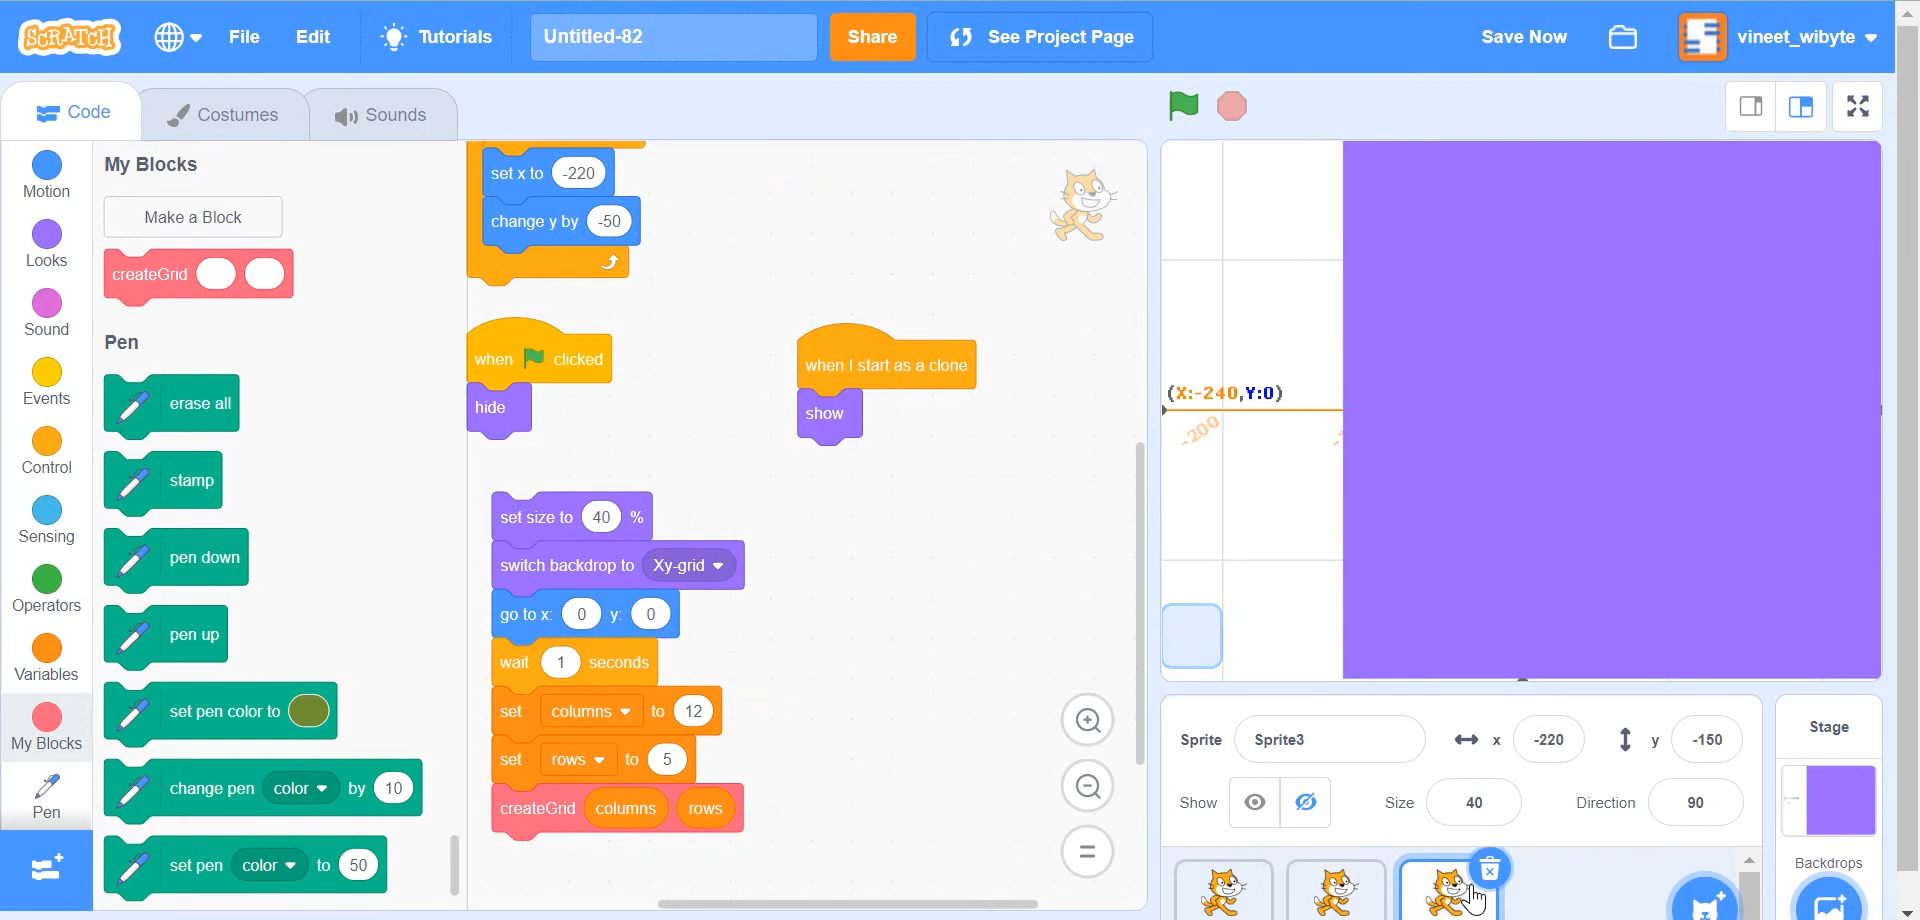 SCRATCH
File
Edit
Tutorials
Untitled-82
Share
See Project Page
Save Now
vineet_wibyte
Code
Costumes
Sounds
Motion
Looks
Sound
Events
Control
Sensing
Operators
Variables
My Blocks
Pen
My Blocks
Make a Block
createGrid
Pen
erase all
stamp
pen down
pen up
set pen color to
change pen color by 10
set pen color to 50
set x to -220
change y by -50
when clicked
hide
when I start as a clone
show
set size to 40 %
switch backdrop to Xy-grid
go to x: 0 y: 0
wait 1 seconds
set columns to 12
set rows to 5
createGrid columns rows
(X:-240,Y:0)
-200
Sprite Sprite3 x -220 y -150
Show Size 40 Direction 90
Stage
Backdrops